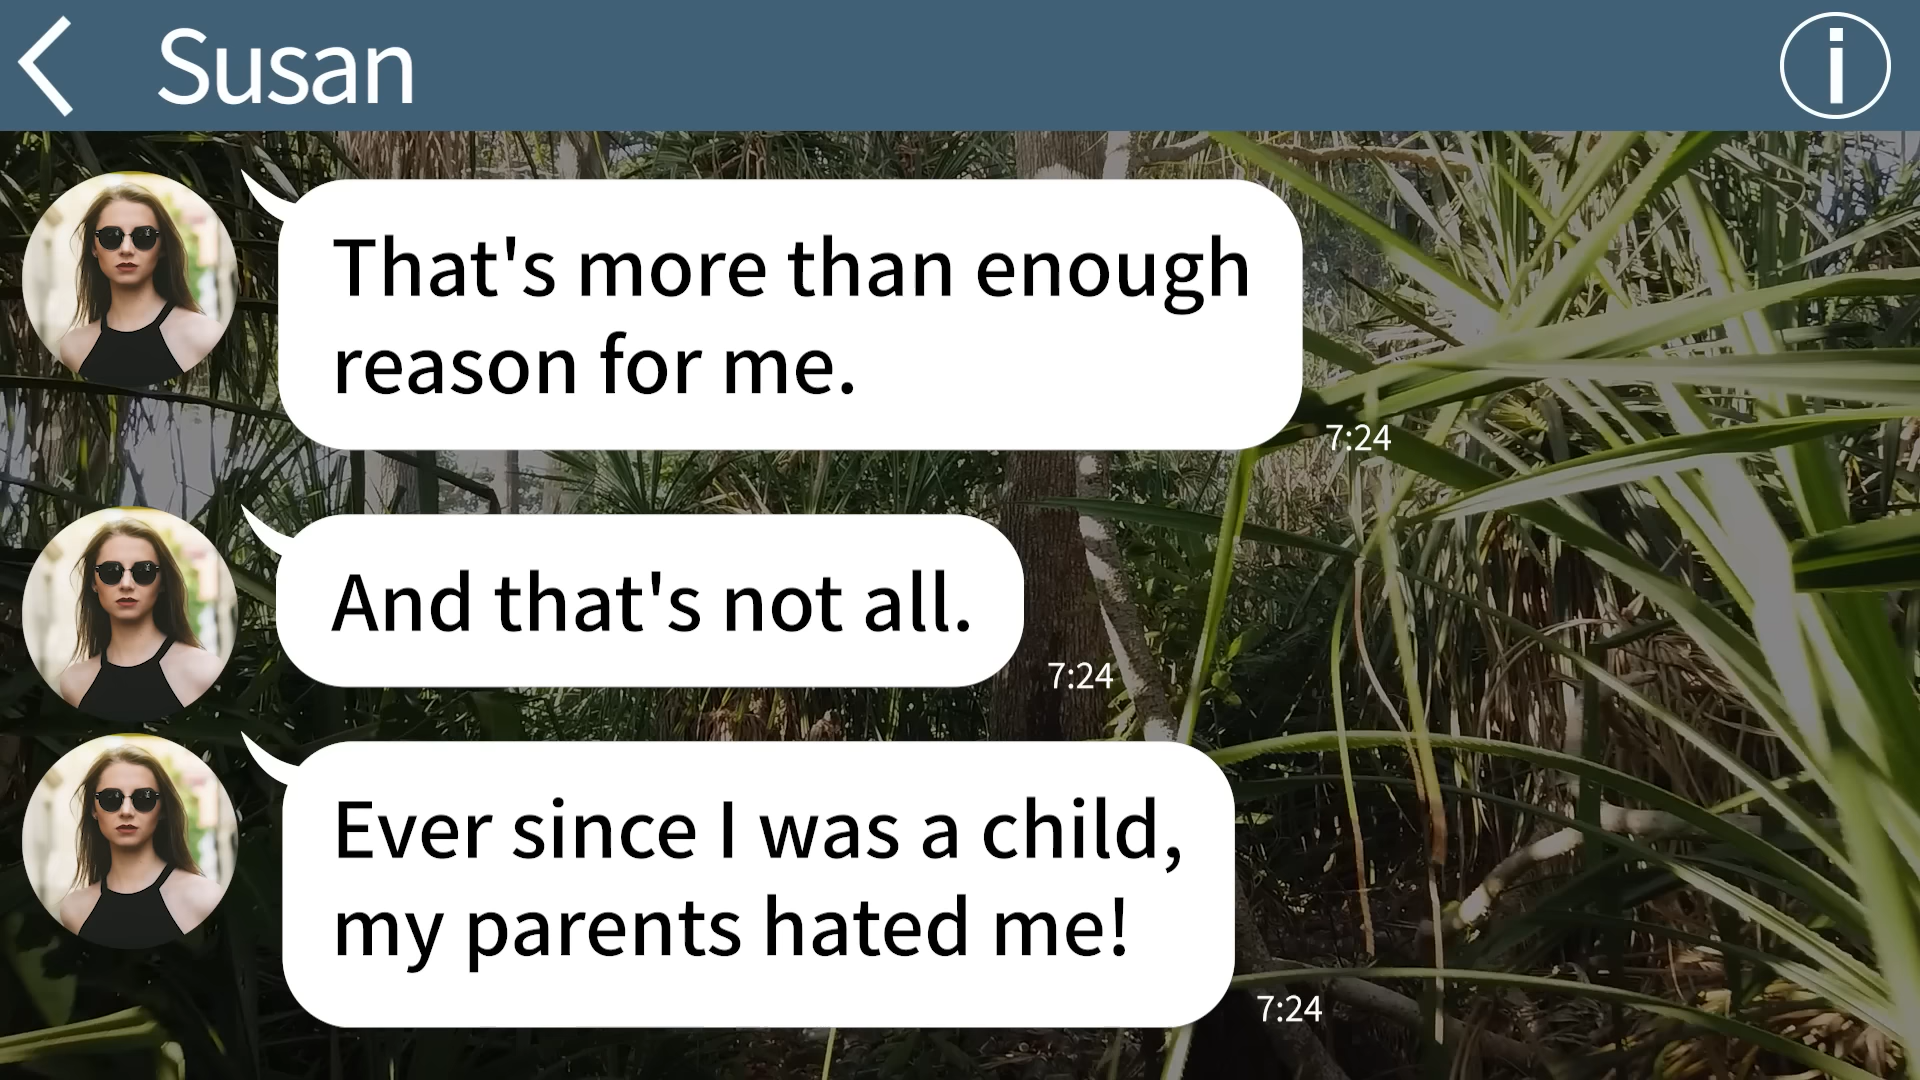 Susan
That's more than enough
reason for me.
7:24
And that's not all.
7:24
Ever since I was a child,
my parents hated me!
7:24